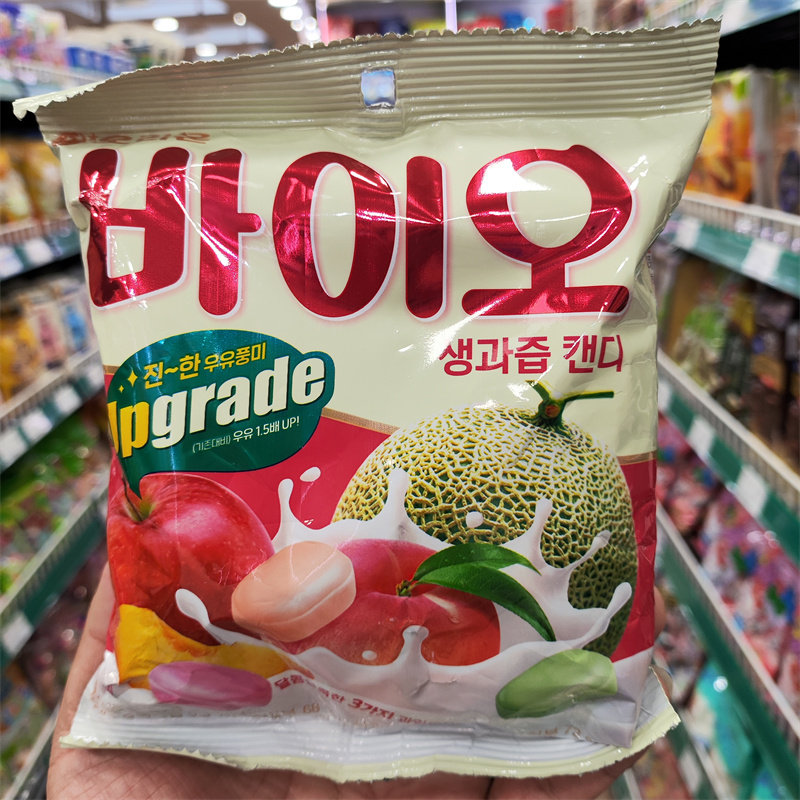 바이오
생과즙 캔디
진~한 우유풍미
Upgrade
(기존대비) 우유 1.5배 UP!
3가지